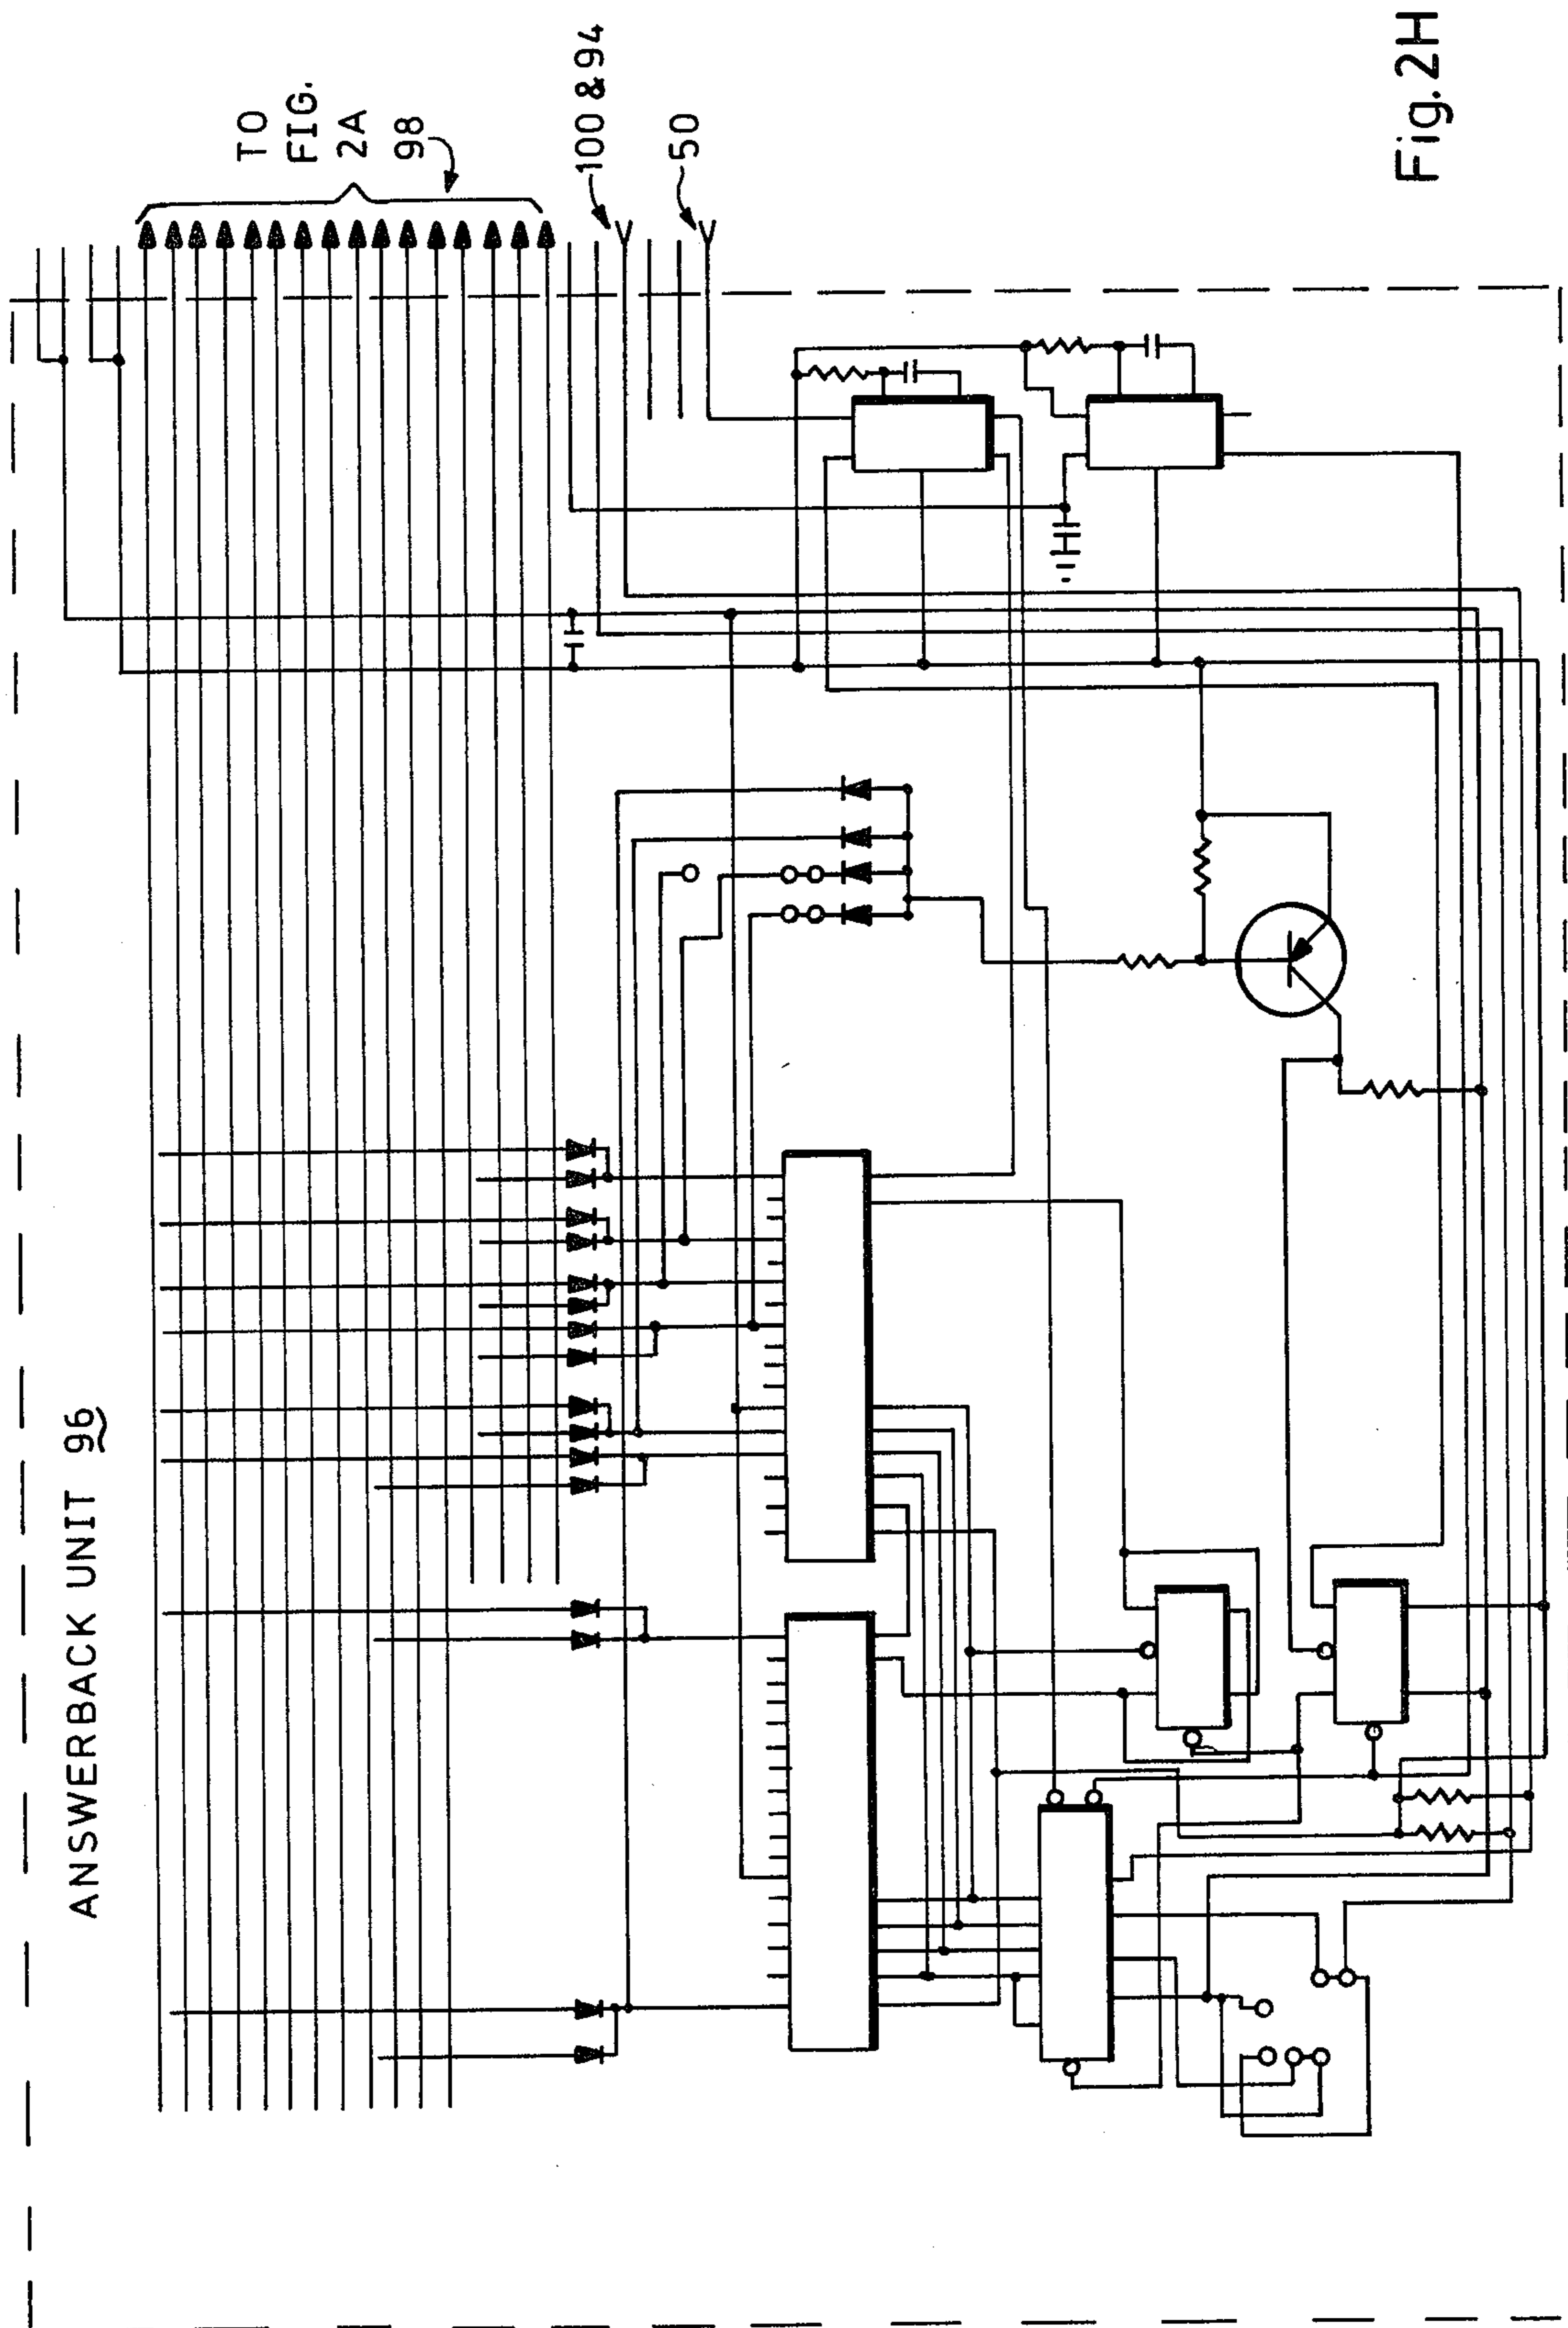 ANSWERBACK UNIT 96
TO
FIG.
2A
98
100 & 94
50
Fig. 2H